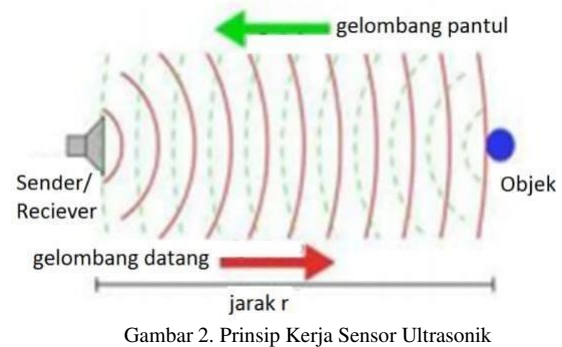 gelombang pantul
Sender/
Reciever
Objek
gelombang datang
jarak r
Gambar 2. Prinsip Kerja Sensor Ultrasonik